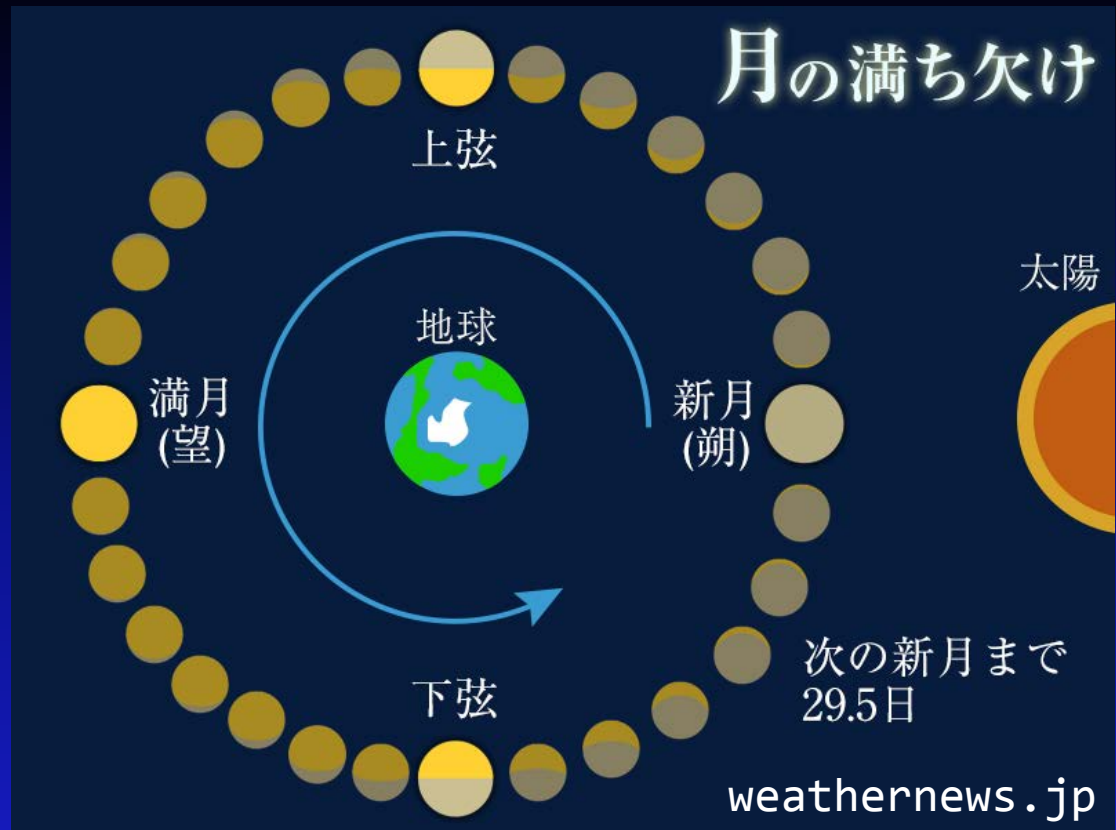 月の満ち欠け
上弦
太陽
地球
満月
(望)
新月
(朔)
下弦
次の新月まで
29.5日
weathernews.jp